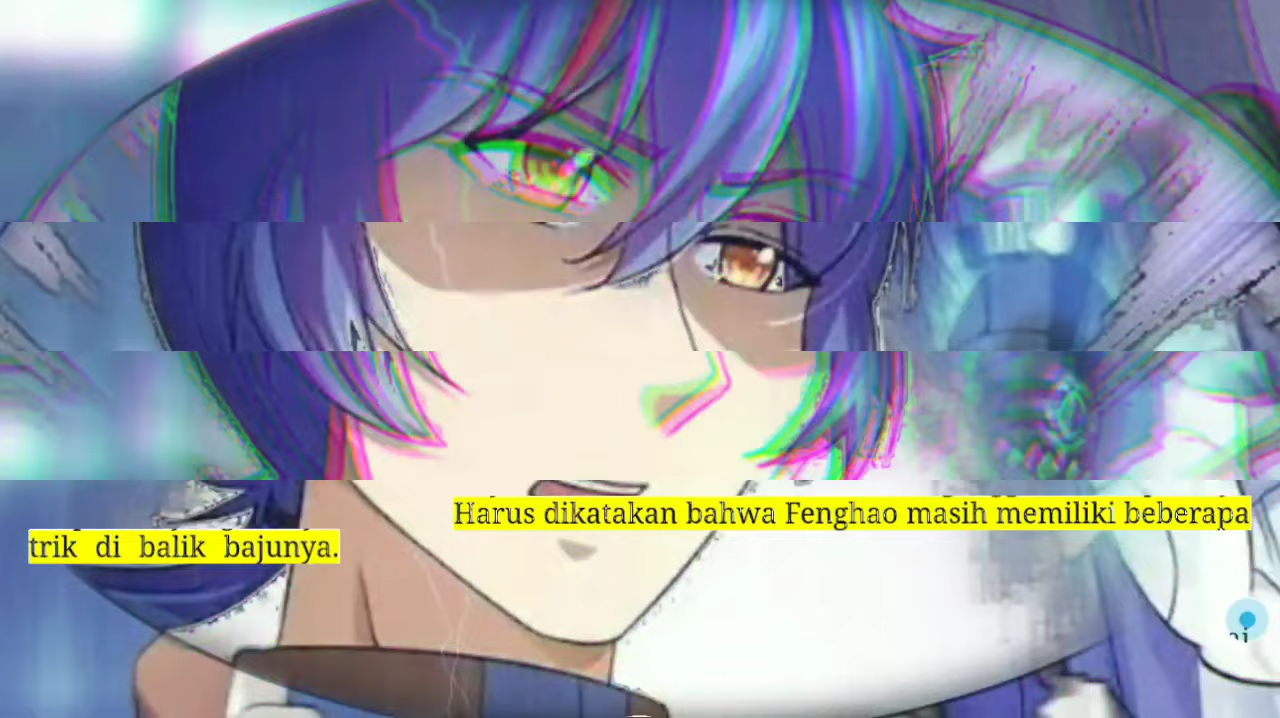 Harus dikatakan bahwa Fenghao masih memiliki beberapa
trik di balik bajunya.